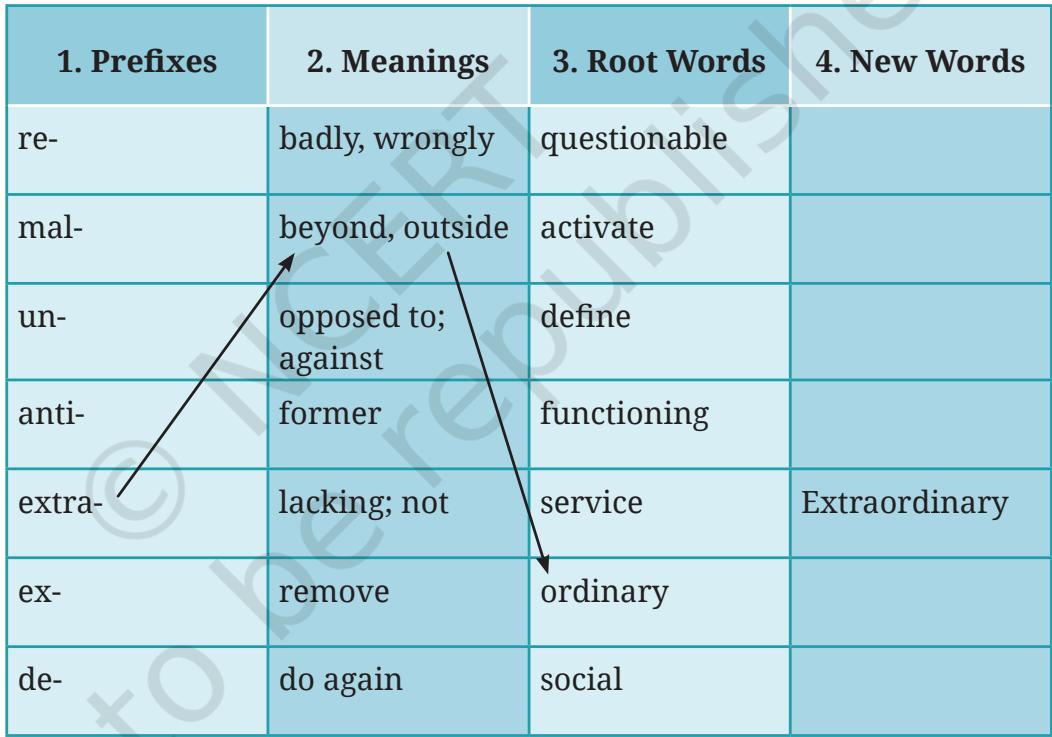 1. Prefixes 2. Meanings 3. Root Words 4. New Words
re- badly, wrongly questionable
mal- beyond, outside activate
un- opposed to; against define
anti- former functioning
extra- lacking; not service Extraordinary
ex- remove ordinary
de- do again social
© NCERT
to be republishe